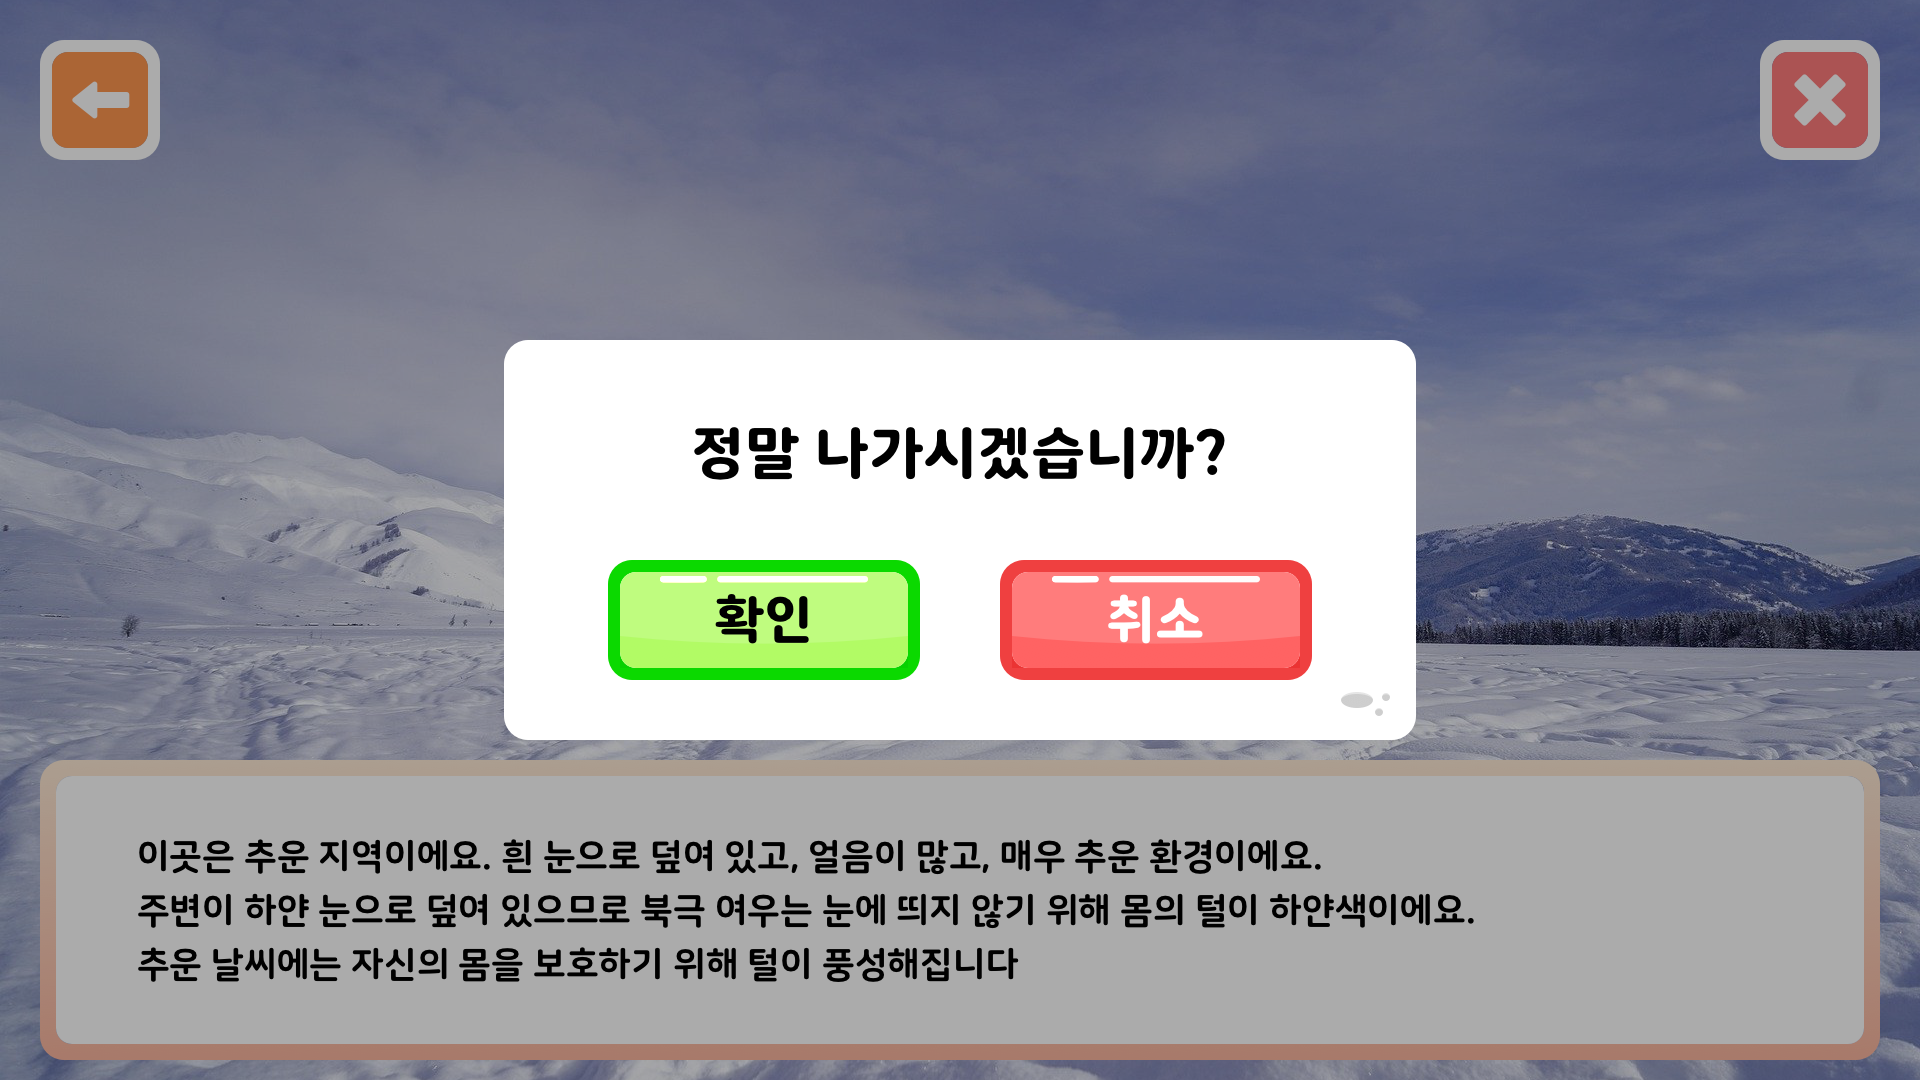 정말 나가시겠습니까?
확인
취소
이곳은 추운 지역이에요. 흰 눈으로 덮여 있고, 얼음이 많고, 매우 추운 환경이에요.
주변이 하얀 눈으로 덮여 있으므로 북극 여우는 눈에 띄지 않기 위해 몸의 털이 하얀색이에요.
추운 날씨에는 자신의 몸을 보호하기 위해 털이 풍성해집니다